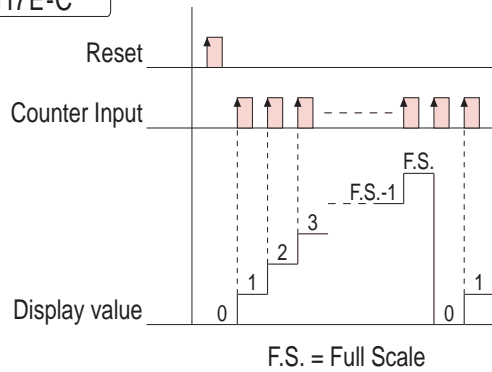 Reset
Counter Input
F.S.
F.S.-1
3
2
1
1
Display value
0
0
F.S. = Full Scale